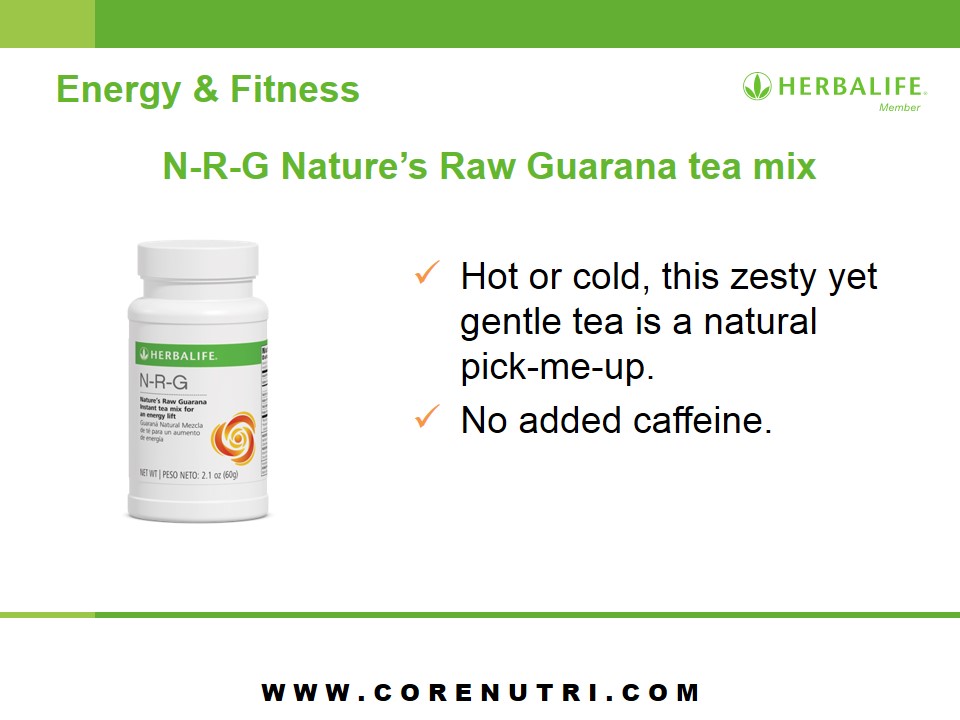 Energy & Fitness
HERBALIFE
Member
N-R-G Nature’s Raw Guarana tea mix
HERBALIFE.
N-R-G
Nature's Raw Guarana
Instant tea mix for
an energy lift
Guaraná Natural Mezcla
de té para un aumento
de energía
NET WT | PESO NETO: 2.1 oz (60g)
Hot or cold, this zesty yet
gentle tea is a natural
pick-me-up.
No added caffeine.
WWW.CORENUTRI.COM